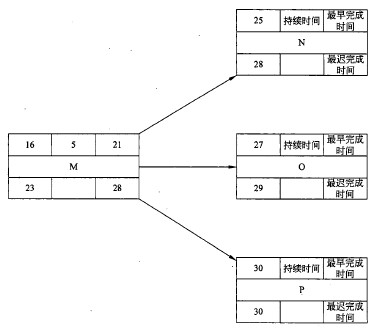 25 持续时间 最早完成
时间
N
28 最迟完成
时间
16 5 21
M
23 28
27 持续时间 最早完成
时间
O
29 最迟完成
时间
30 持续时间 最早完成
时间
P
30 最迟完成
时间